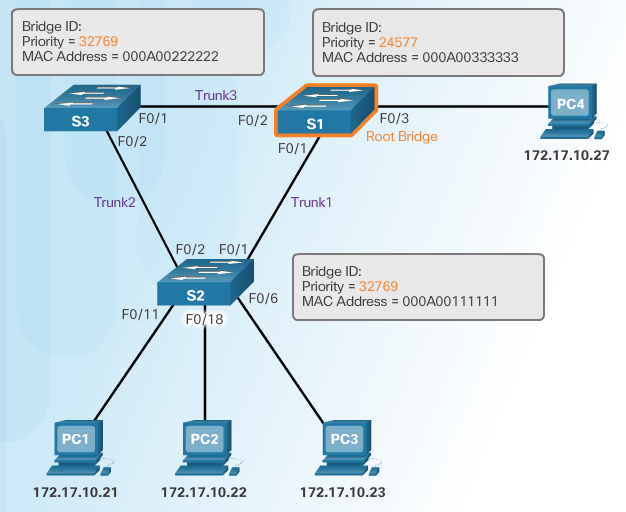 Bridge ID:
Priority = 32769
MAC Address = 000A00222222
Bridge ID:
Priority = 24577
MAC Address = 000A00333333
Trunk3
S3
F0/1
F0/2
S1
F0/3
PC4
F0/2
F0/1
Root Bridge
172.17.10.27
Trunk2
Trunk1
F0/2
F0/1
S2
F0/6
Bridge ID:
Priority = 32769
MAC Address = 000A00111111
F0/11
F0/18
PC1
PC2
PC3
172.17.10.21
172.17.10.22
172.17.10.23